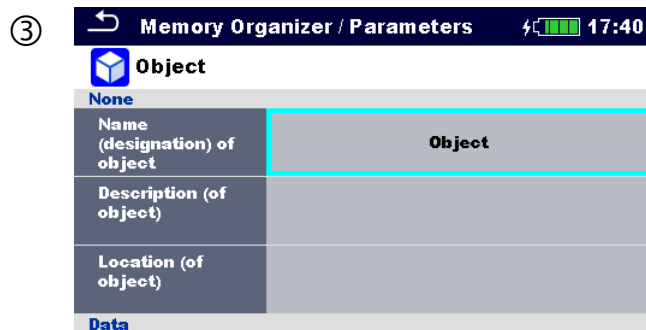 ③
Memory Organizer / Parameters 17:40
Object
None
Name
(designation) of
object
Object
Description (of
object)
Location (of
object)
Data